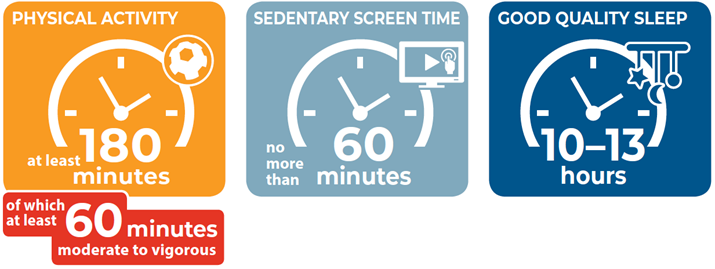 PHYSICAL ACTIVITY
at least 180
minutes
of which
at least 60 minutes
moderate to vigorous
SEDENTARY SCREEN TIME
no
more
than 60
minutes
GOOD QUALITY SLEEP
10–13
hours